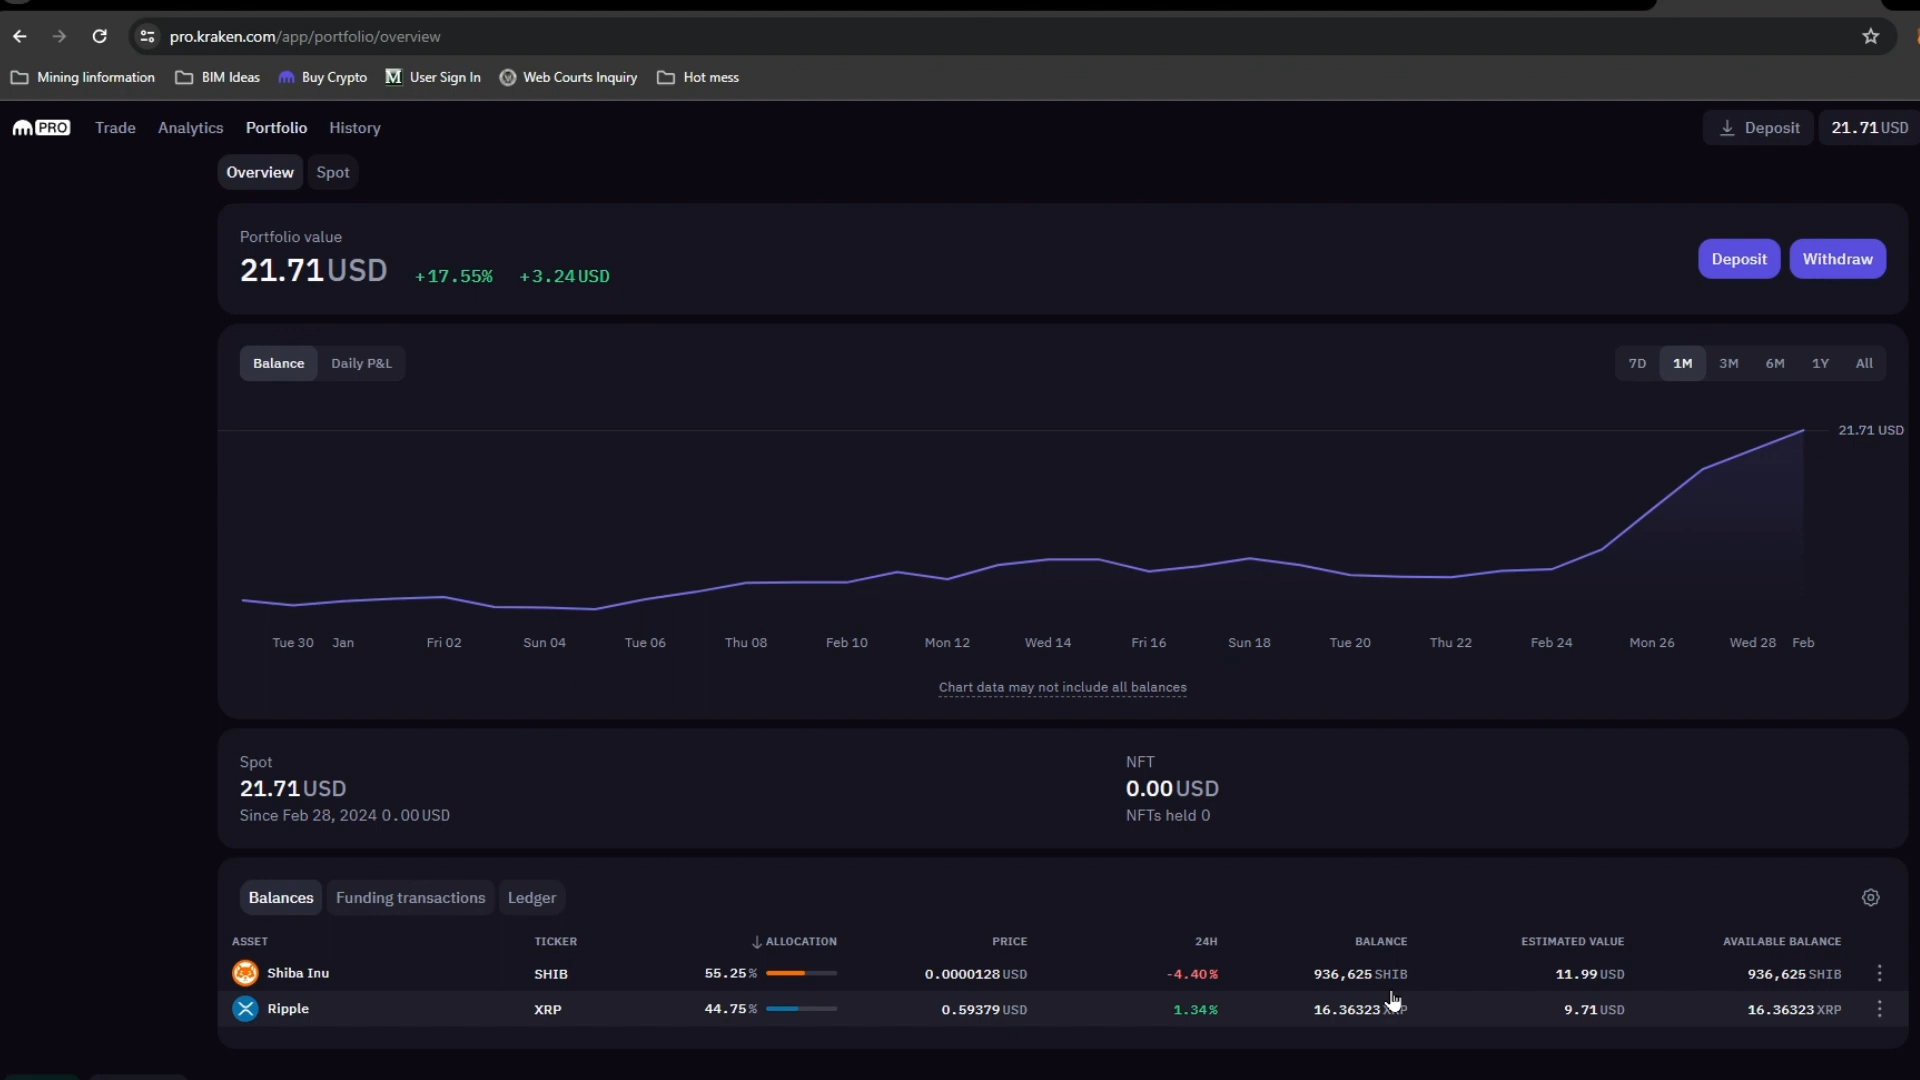 pro.kraken.com/app/portfolio/overview
Mining Iinformation BIM Ideas Buy Crypto M User Sign In Web Courts Inquiry Hot mess
PRO Trade Analytics Portfolio History Deposit 21.71 USD
Overview Spot
Portfolio value
21.71 USD +17.55% +3.24 USD
Deposit Withdraw
Balance Daily P&L 7D 1M 3M 6M 1Y All
21.71 USD
Tue 30 Jan Fri 02 Sun 04 Tue 06 Thu 08 Feb 10 Mon 12 Wed 14 Fri 16 Sun 18 Tue 20 Thu 22 Feb 24 Mon 26 Wed 28 Feb
Chart data may not include all balances
Spot NFT
21.71 USD 0.00 USD
Since Feb 28, 2024 0.00 USD NFTs held 0
Balances Funding transactions Ledger
ASSET TICKER ALLOCATION PRICE 24H BALANCE ESTIMATED VALUE AVAILABLE BALANCE
Shiba Inu SHIB 55.25% 0.0000128 USD -4.40% 936,625 SHIB 11.99 USD 936,625 SHIB
Ripple XRP 44.75% 0.59379 USD 1.34% 16.36323 XRP 9.71 USD 16.36323 XRP